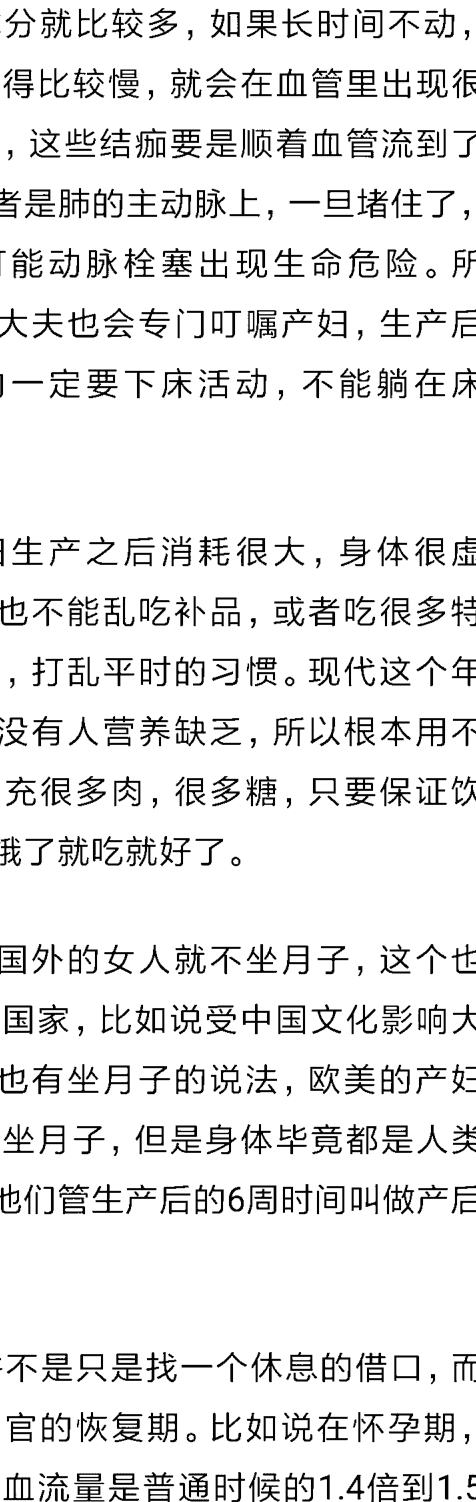 分就比较多，如果长时间不动，
得比较慢，就会在血管里出现很
，这些结痂要是顺着血管流到了
者是肺的主动脉上，一旦堵住了，
可能动脉栓塞出现生命危险。所
大夫也会专门叮嘱产妇，生产后
一定要下床活动，不能躺在床
生产之后消耗很大，身体很虚
也不能乱吃补品，或者吃很多特
，打乱平时的习惯。现代这个年
没有人营养缺乏，所以根本用不
充很多肉，很多糖，只要保证饮
饿了就吃就好了。
国外的女人就不坐月子，这个也
国家，比如说受中国文化影响大
也有坐月子的说法，欧美的产妇
坐月子，但是身体毕竟都是人类
他们管生产后的6周时间叫做产后
不是只是找一个休息的借口，而
官的恢复期。比如说在怀孕期，
血流量是普通时候的1.4倍到1.5